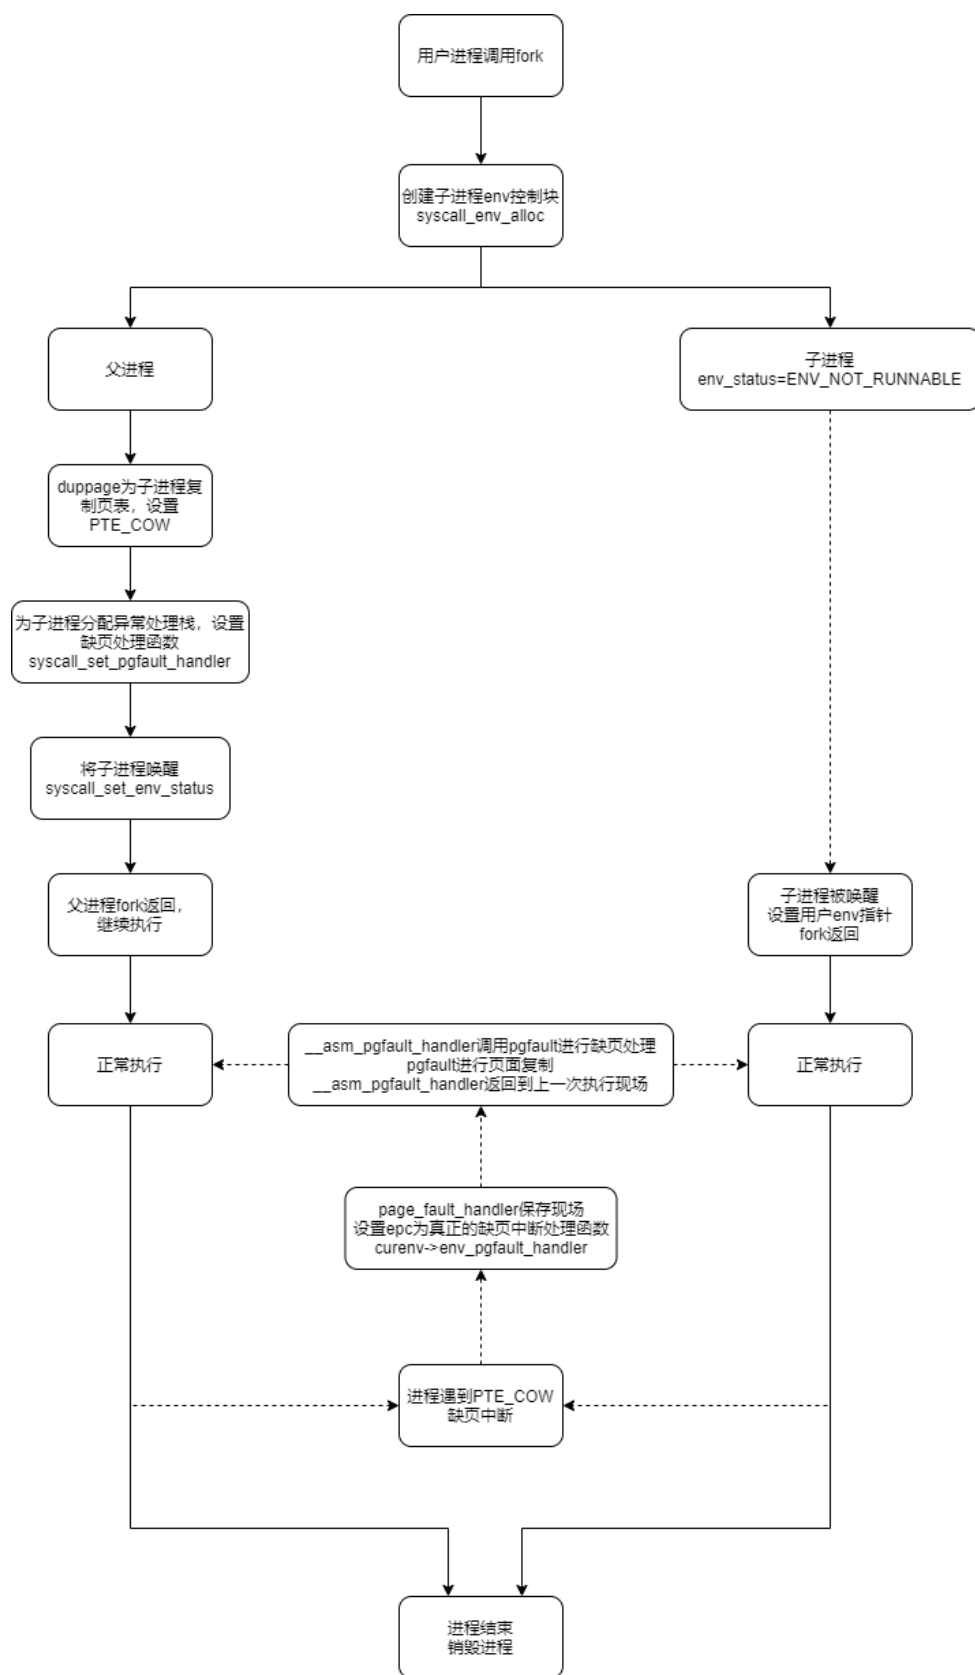 用户进程调用fork
创建子进程env控制块
syscall_env_alloc
父进程
子进程
env_status=ENV_NOT_RUNNABLE
duppage为子进程复
制页表，设置
PTE_COW
为子进程分配异常处理栈，设置
缺页处理函数
syscall_set_pgfault_handler
将子进程唤醒
syscall_set_env_status
父进程fork返回，
继续执行
子进程被唤醒
设置用户env指针
fork返回
正常执行
__asm_pgfault_handler调用pgfault进行缺页处理
pgfault进行页面复制
__asm_pgfault_handler返回到上一次执行现场
正常执行
page_fault_handler保存现场
设置epc为真正的缺页中断处理函数
curenv->env_pgfault_handler
进程遇到PTE_COW
缺页中断
进程结束
销毁进程